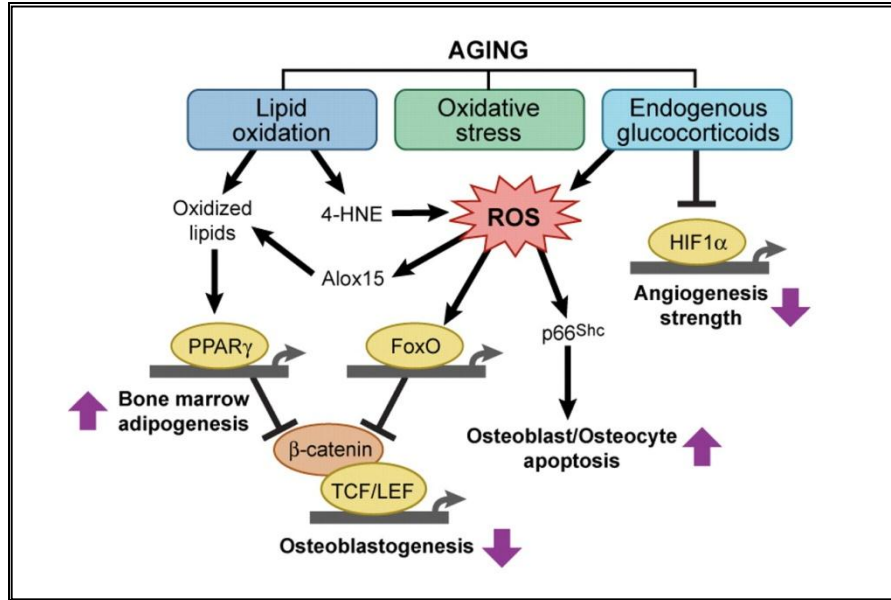 AGING
Lipid
oxidation
Oxidative
stress
Endogenous
glucocorticoids
Oxidized
lipids
4-HNE
ROS
HIF1α
Alox15
Angiogenesis
strength
PPARγ
FoxO
p66Shc
Bone marrow
adipogenesis
β-catenin
Osteoblast/Osteocyte
apoptosis
TCF/LEF
Osteoblastogenesis